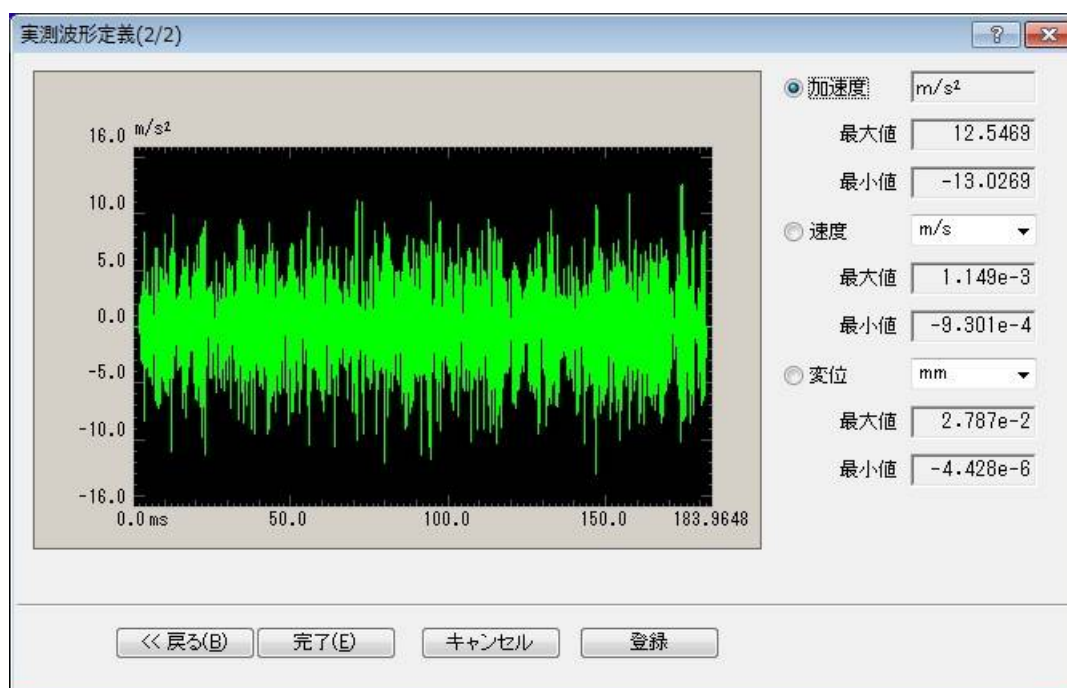 実測波形定義(2/2)
16.0 m/s²
10.0
5.0
0.0
-5.0
-10.0
-16.0
0.0 ms 50.0 100.0 150.0 183.9648
加速度 m/s²
最大値 12.5469
最小値 -13.0269
速度 m/s
最大値 1.149e-3
最小値 -9.301e-4
変位 mm
最大値 2.787e-2
最小値 -4.428e-6
<< 戻る(B) 完了(E) キャンセル 登録